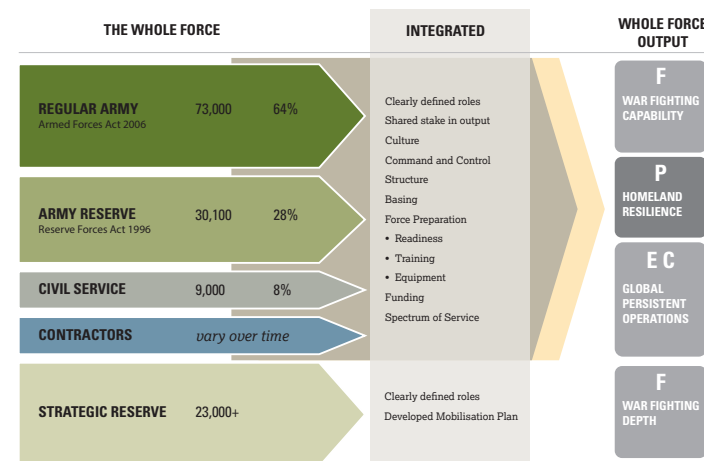 THE WHOLE FORCE
INTEGRATED
WHOLE FORCE
OUTPUT
REGULAR ARMY 73,000 64%
Armed Forces Act 2006
ARMY RESERVE 30,100 28%
Reserve Forces Act 1996
CIVIL SERVICE 9,000 8%
CONTRACTORS vary over time
STRATEGIC RESERVE 23,000+
Clearly defined roles
Shared stake in output
Culture
Command and Control
Structure
Basing
Force Preparation
• Readiness
• Training
• Equipment
Funding
Spectrum of Service
Clearly defined roles
Developed Mobilisation Plan
F
WAR FIGHTING
CAPABILITY
P
HOMELAND
RESILIENCE
E C
GLOBAL
PERSISTENT
OPERATIONS
F
WAR FIGHTING
DEPTH